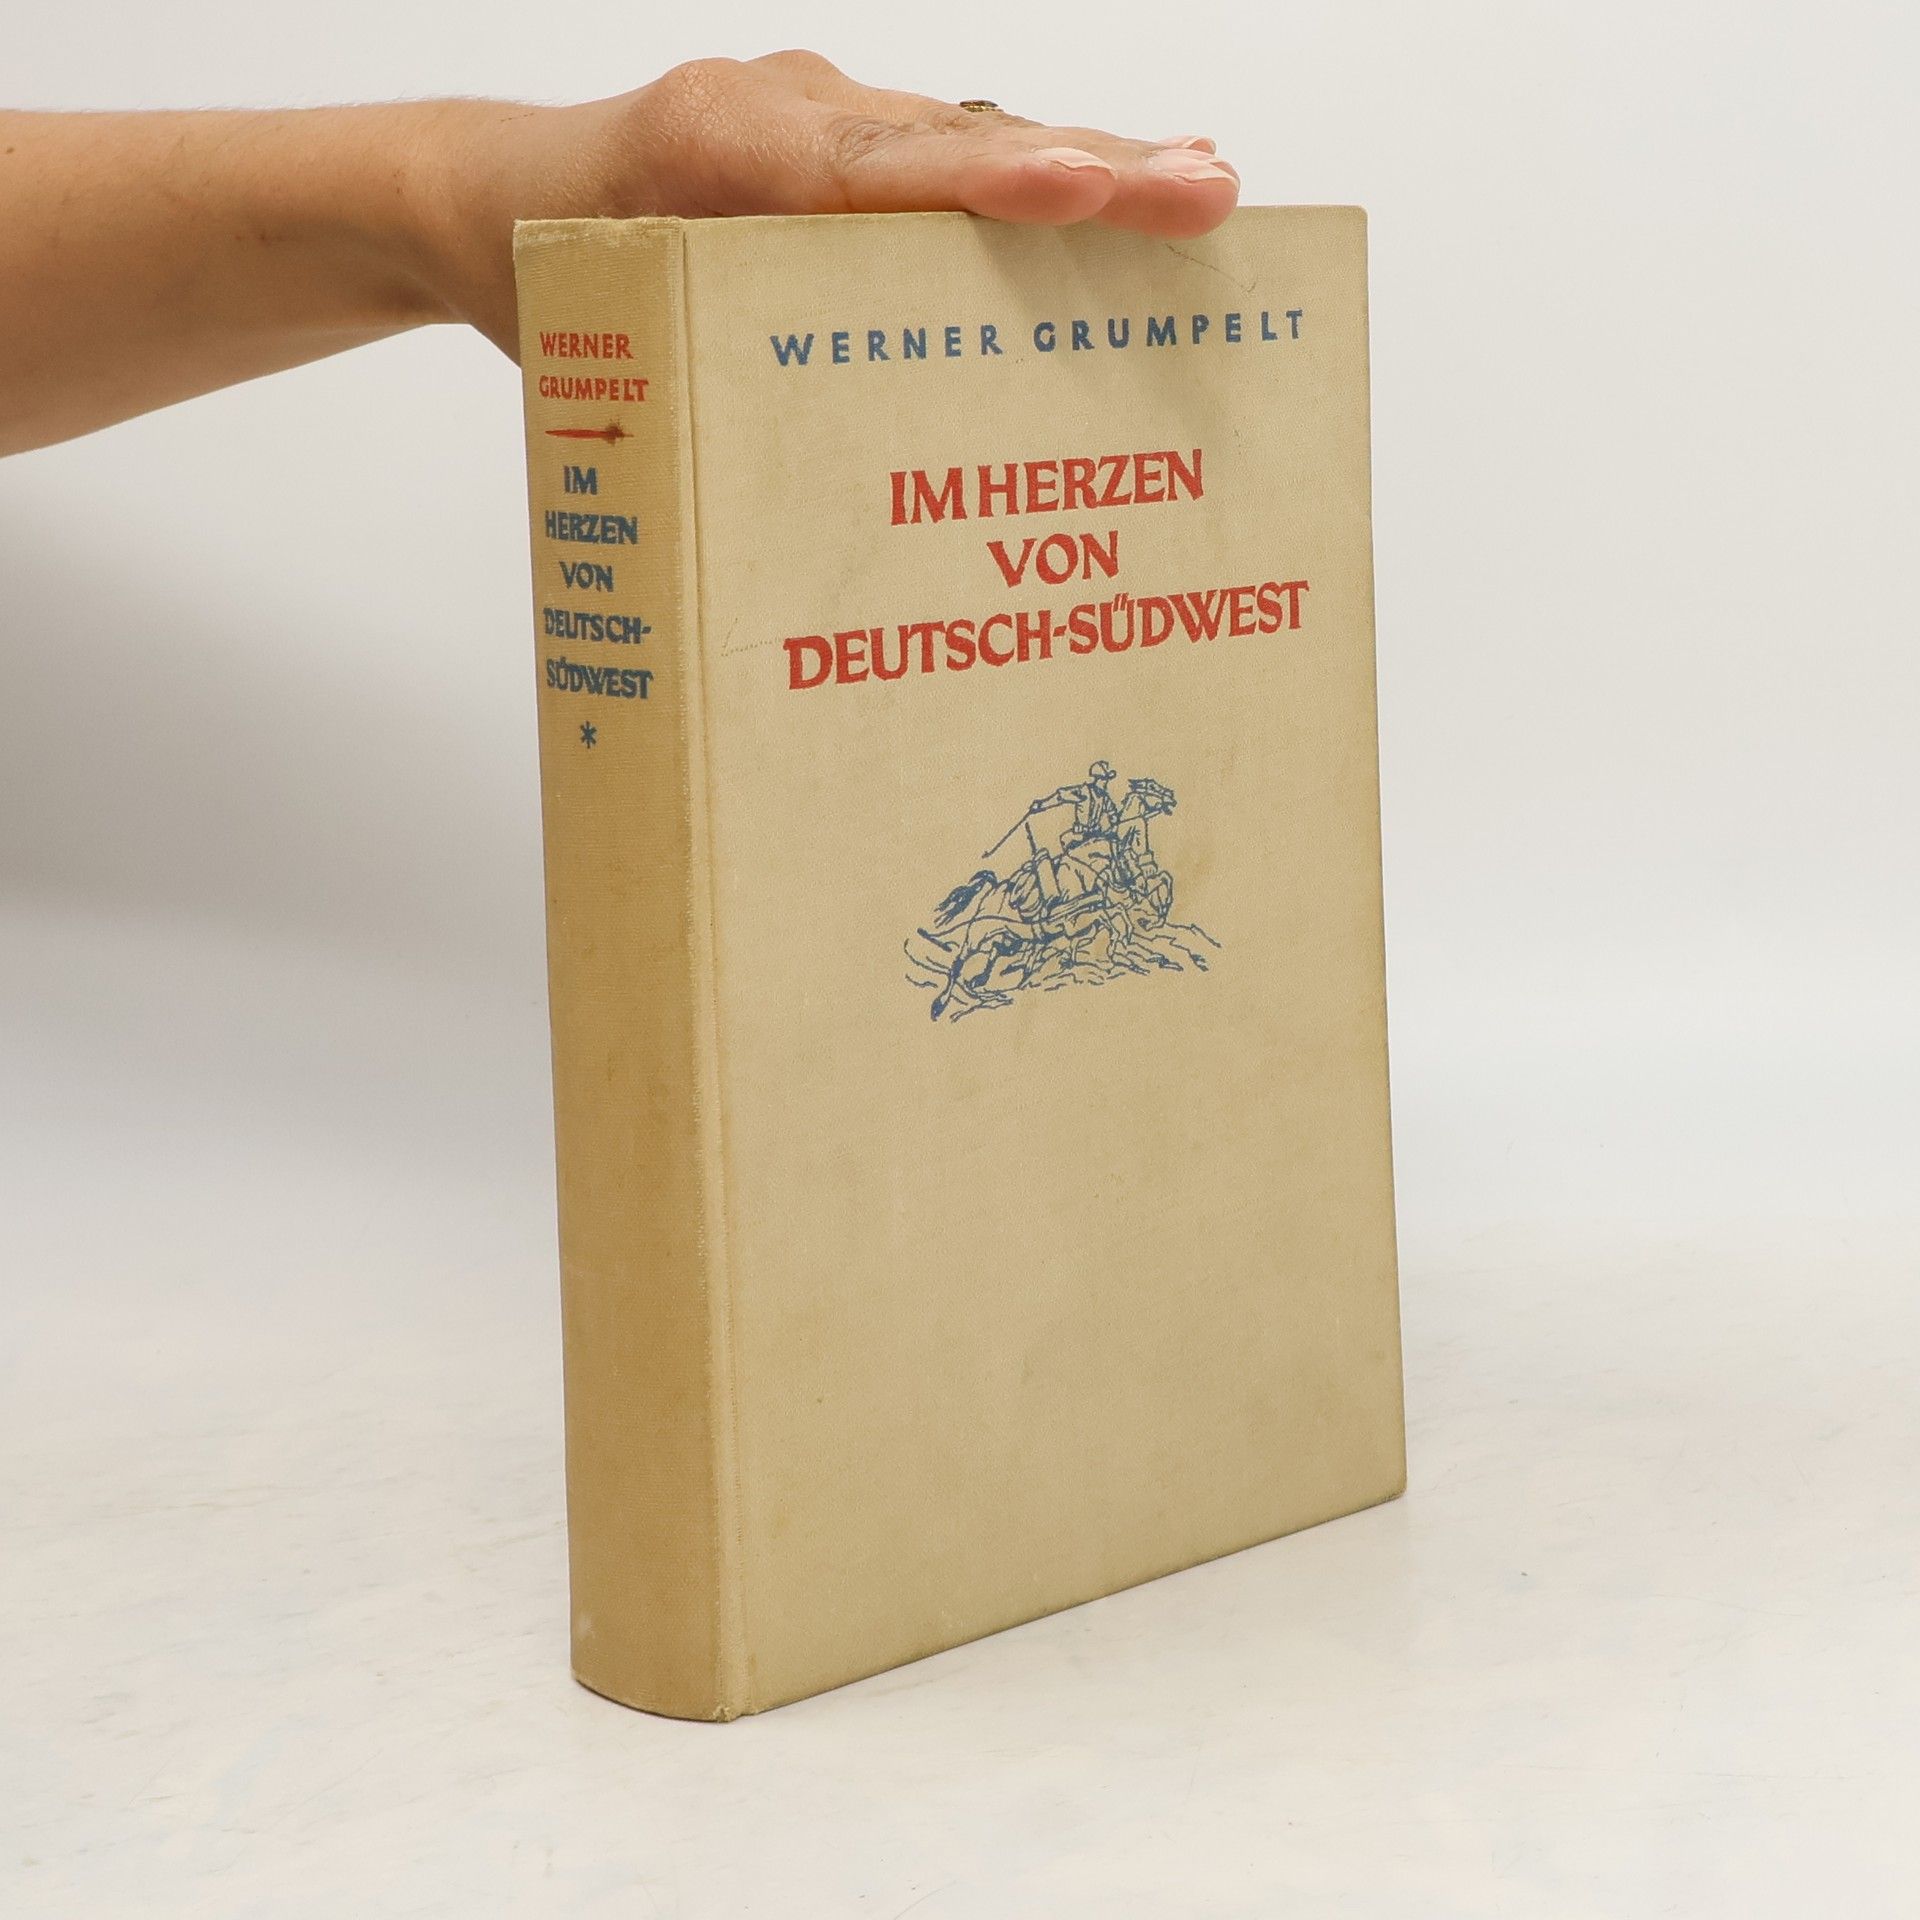 WERNER
GRUMPELT
IM
HERZEN
VON
DEUTSCH-
SÜDWEST
*
WERNER GRUMPELT
IM HERZEN
VON
DEUTSCH-SÜDWEST